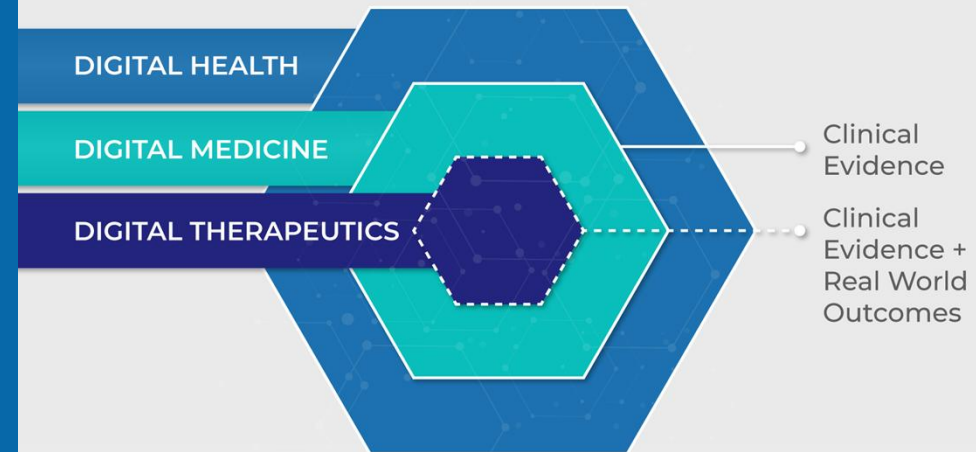 DIGITAL HEALTH
DIGITAL MEDICINE
DIGITAL THERAPEUTICS
Clinical
Evidence
Clinical
Evidence +
Real World
Outcomes